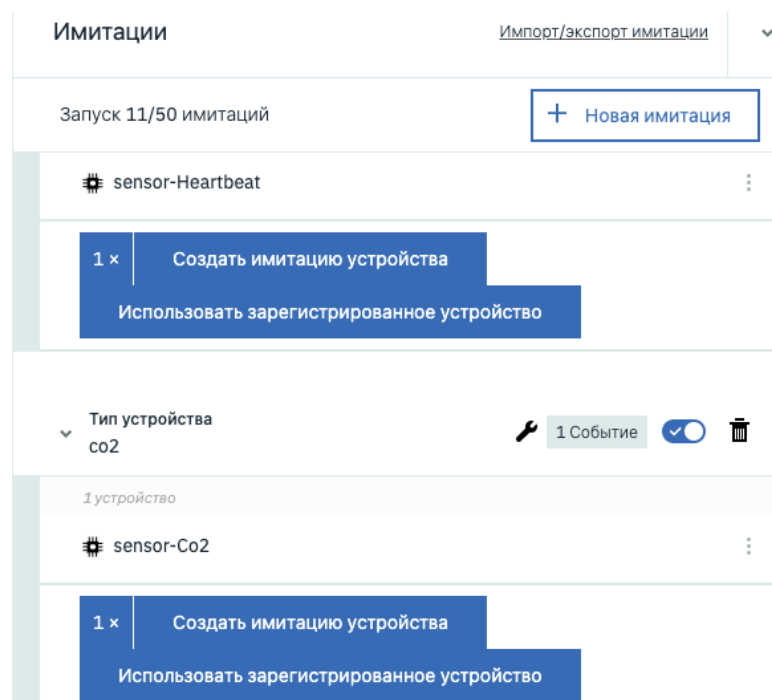 Имитации
Импорт/экспорт имитации
Запуск 11/50 имитаций
+ Новая имитация
sensor-Heartbeat
1 × Создать имитацию устройства
Использовать зарегистрированное устройство
Тип устройства
co2
1 Событие
1 устройство
sensor-Co2
1 × Создать имитацию устройства
Использовать зарегистрированное устройство